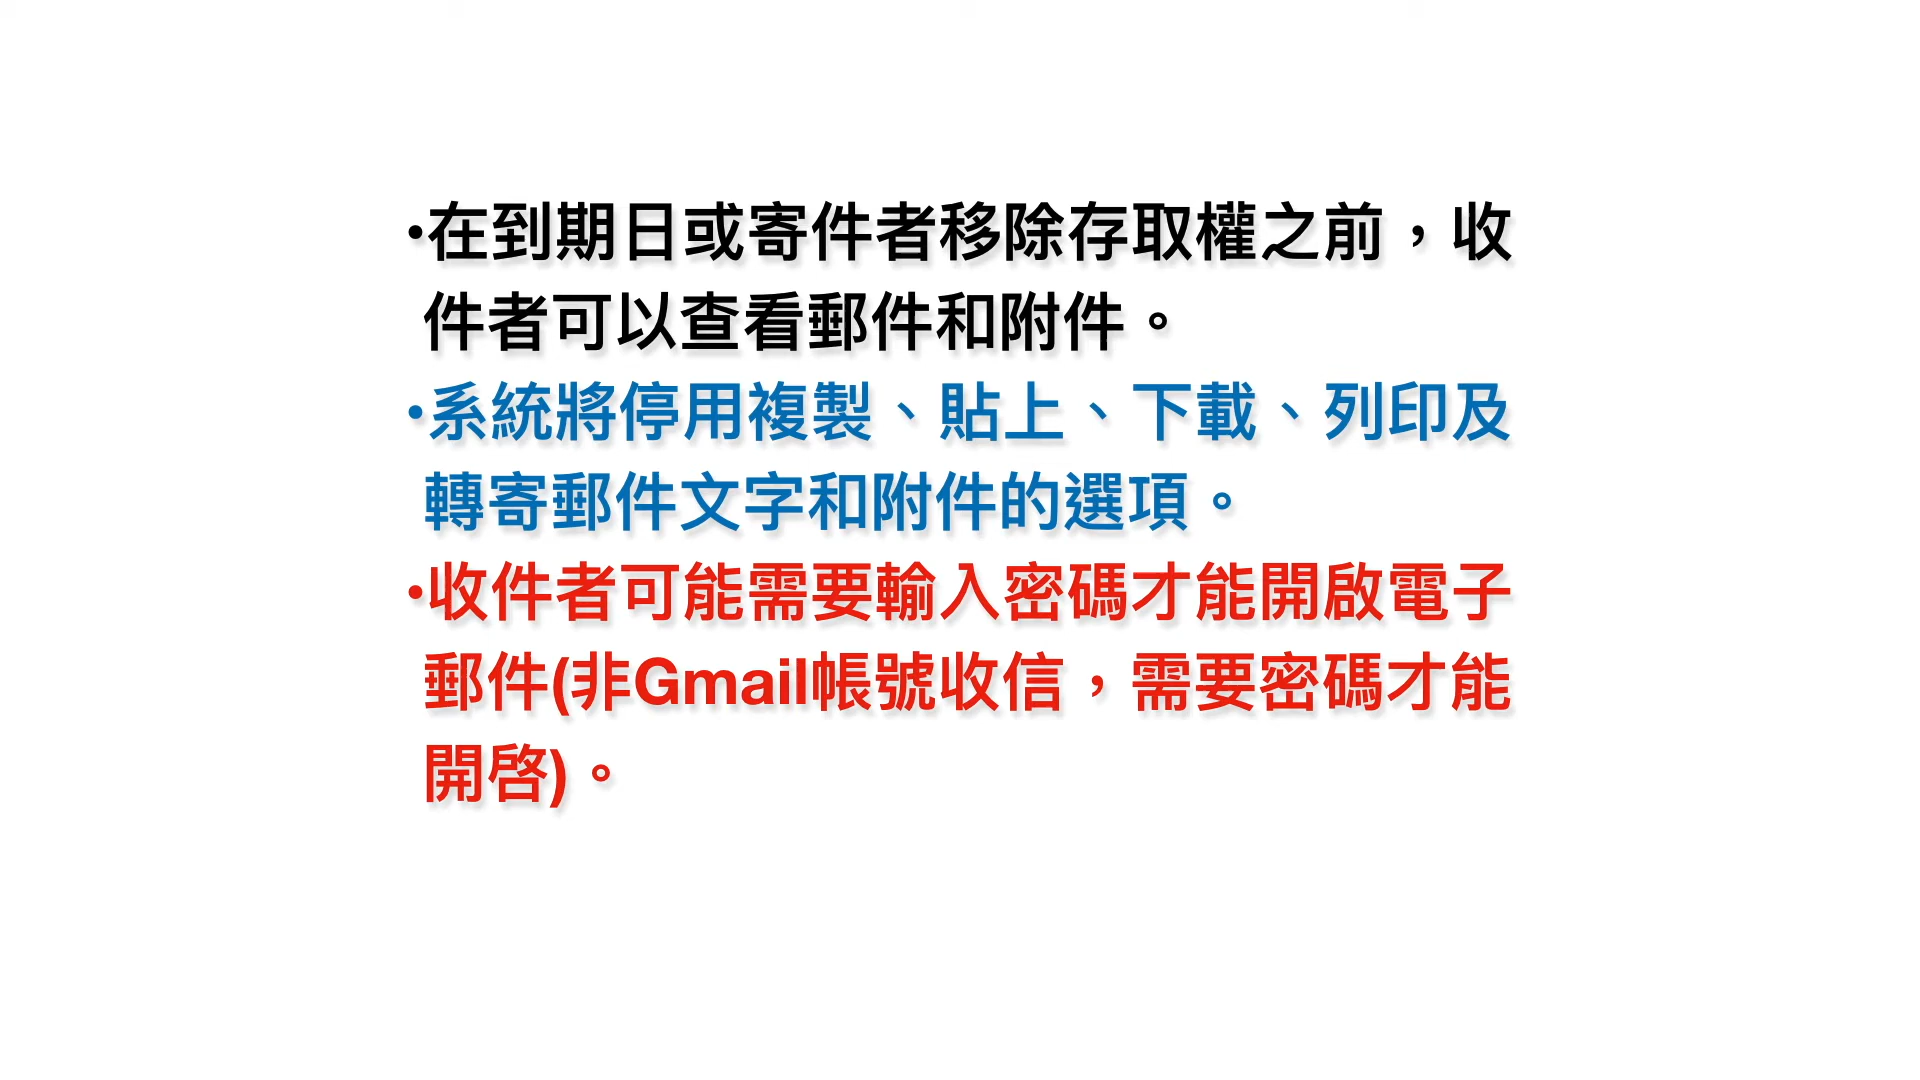 •在到期日或寄件者移除存取權之前，收
件者可以查看郵件和附件。
•系統將停用複製、貼上、下載、列印及
轉寄郵件文字和附件的選項。
•收件者可能需要輸入密碼才能開啟電子
郵件(非Gmail帳號收信，需要密碼才能
開啓)。